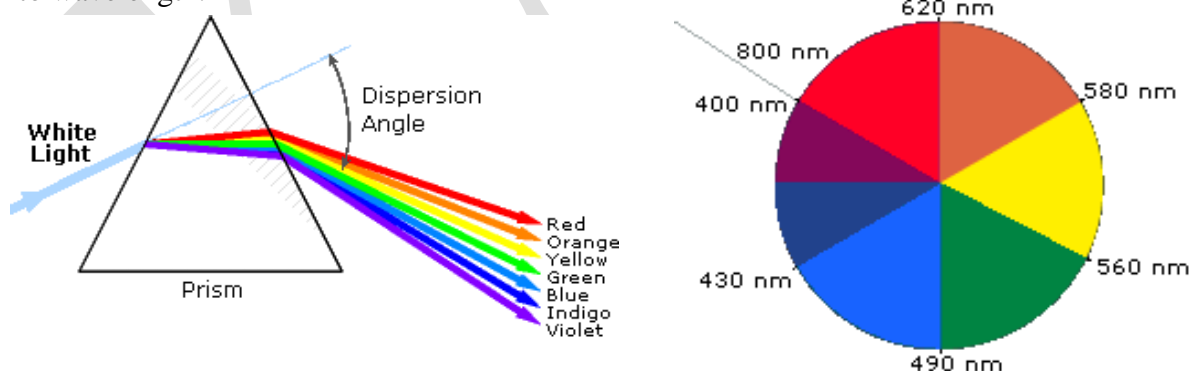 White
Light
Dispersion
Angle
Prism
Red
Orange
Yellow
Green
Blue
Indigo
Violet
620 nm
800 nm
580 nm
400 nm
560 nm
430 nm
490 nm